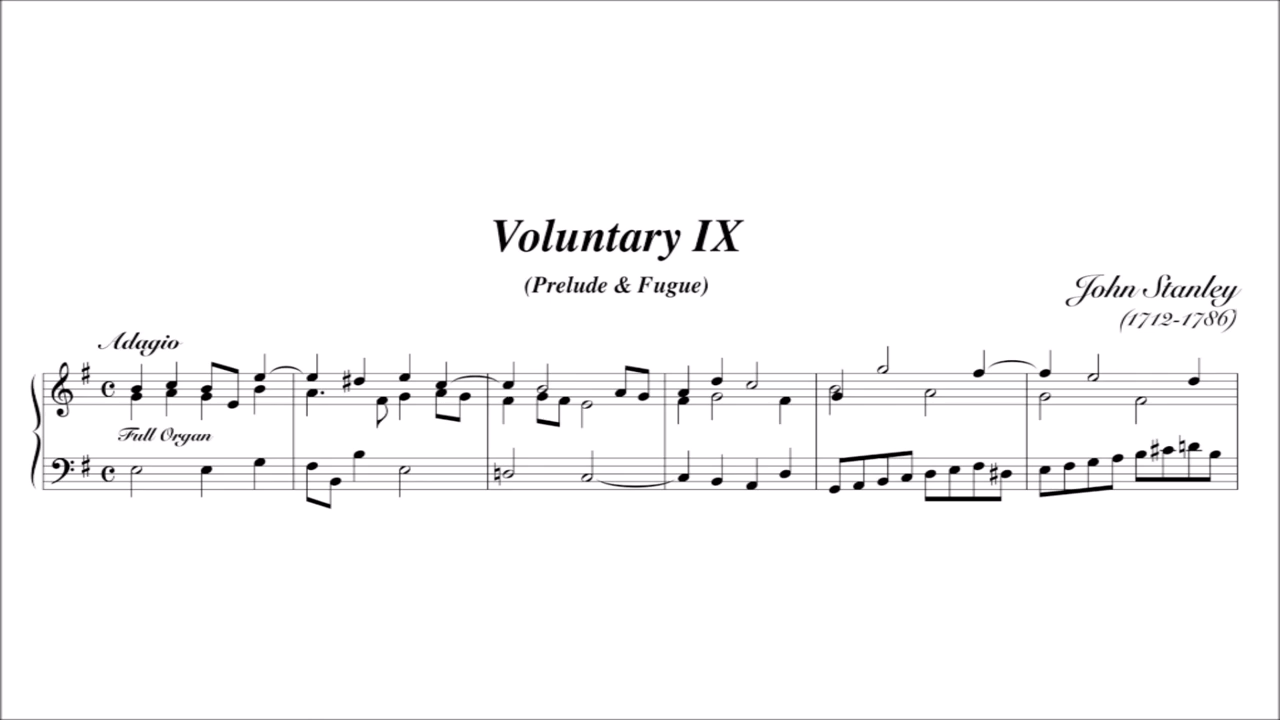 Voluntary IX
(Prelude & Fugue)
John Stanley
(1712-1786)
Adagio
Full Organ